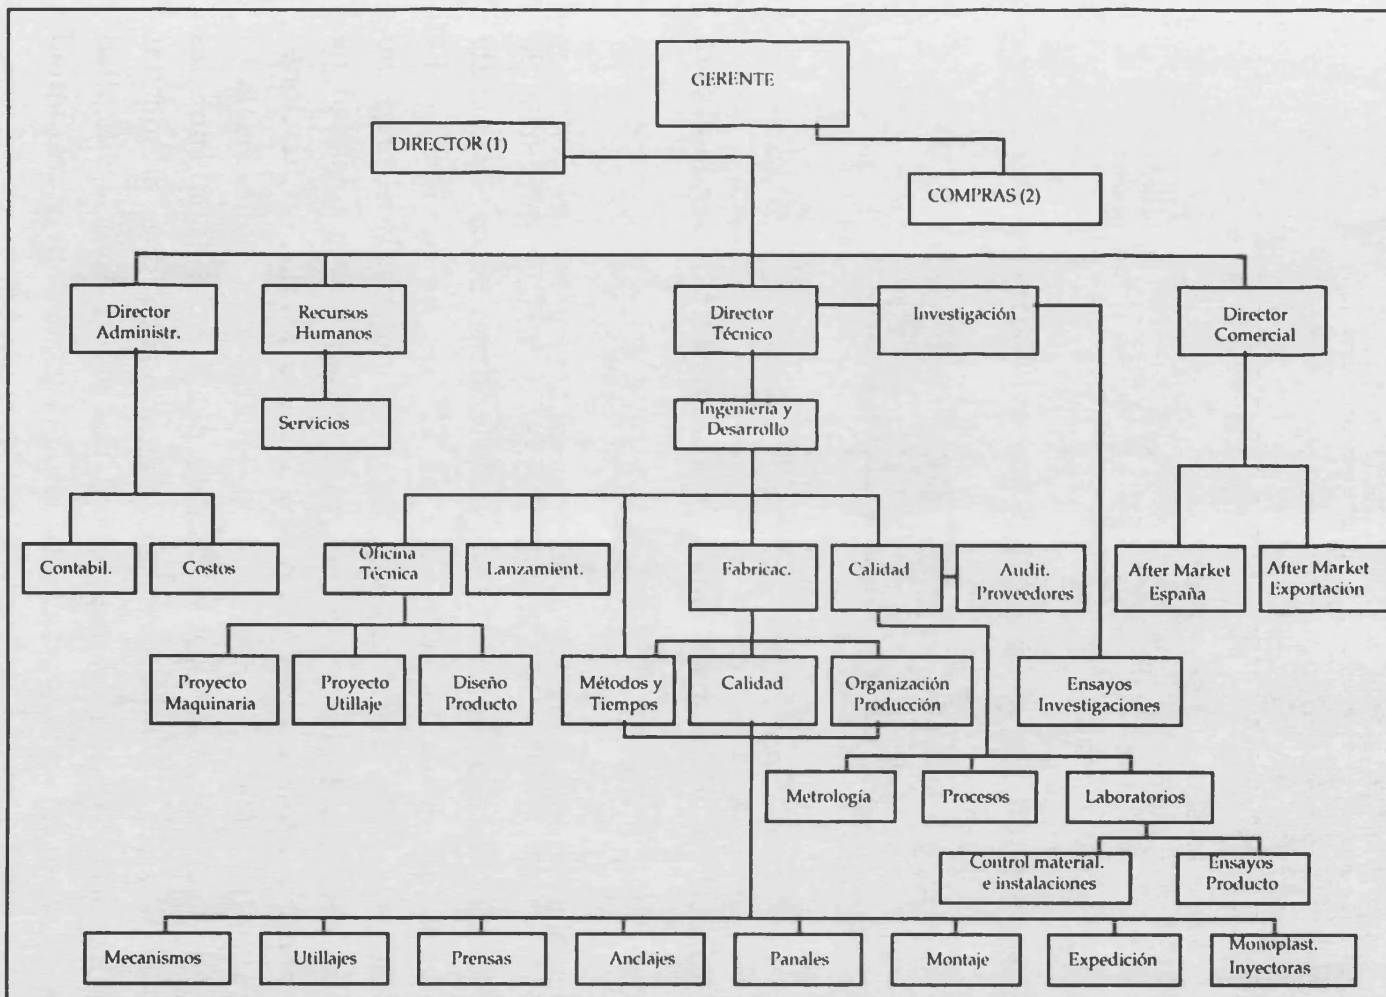 GERENTE
DIRECTOR (1)
COMPRAS (2)
Director
Administr.
Recursos
Humanos
Director
Técnico
Investigación
Director
Comercial
Servicios
Ingeniería y
Desarrollo
Contabil.
Costos
Oficina
Técnica
Lanzamient.
Fabricac.
Calidad
Audit.
Proveedores
After Market
España
After Market
Exportación
Proyecto
Maquinaria
Proyecto
Utillaje
Diseño
Producto
Métodos y
Tiempos
Calidad
Organización
Producción
Ensayos
Investigaciones
Metrología
Procesos
Laboratorios
Control material.
e instalaciones
Ensayos
Producto
Mecanismos
Utillajes
Prensas
Anclajes
Panales
Montaje
Expedición
Monoplast.
Inyectoras